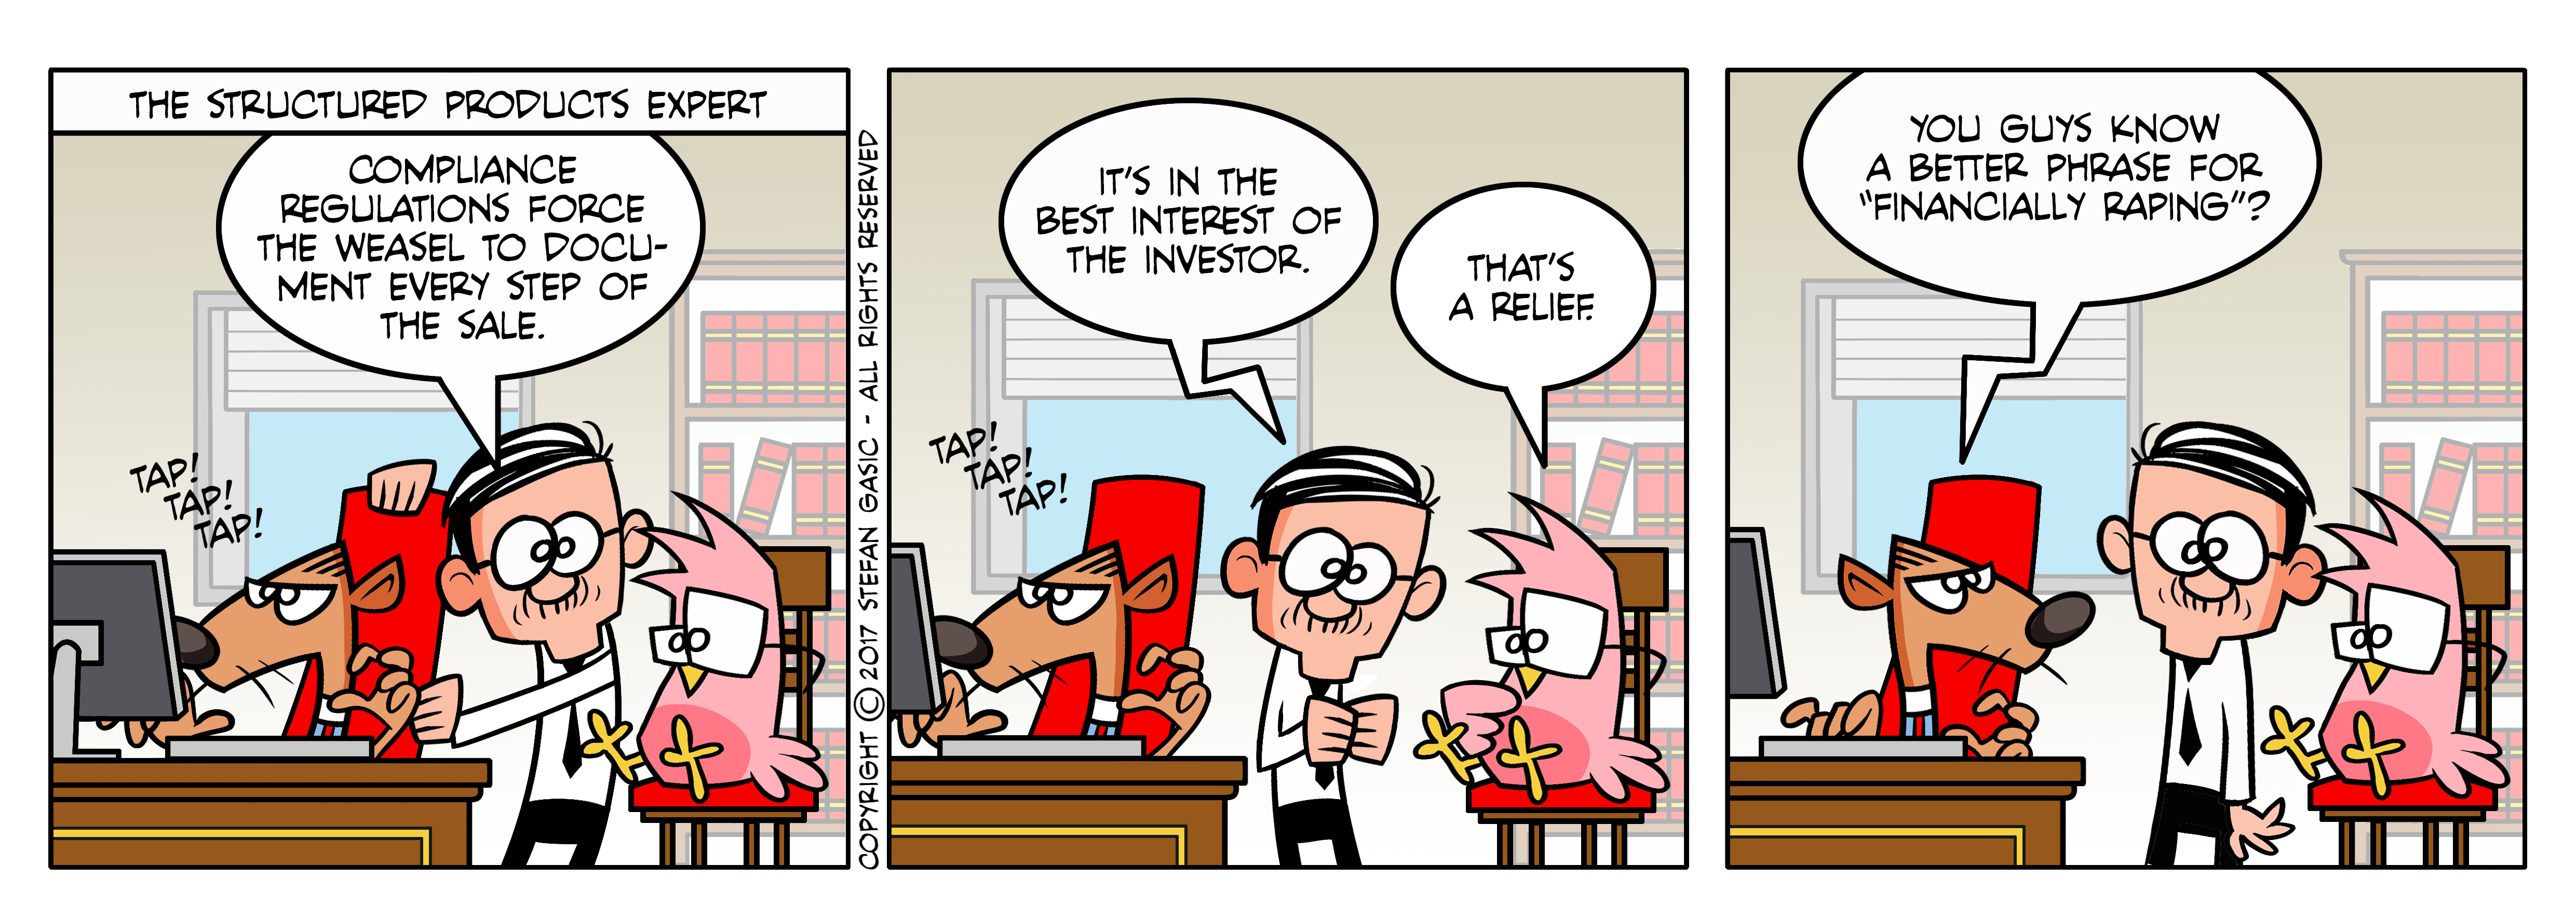 THE STRUCTURED PRODUCTS EXPERT
COMPLIANCE
REGULATIONS FORCE
THE WEASEL TO DOCU-
MENT EVERY STEP OF
THE SALE.
TAP!
TAP!
TAP!
COPYRIGHT © 2017 STEFAN GASIC - ALL RIGHTS RESERVED
IT'S IN THE
BEST INTEREST OF
THE INVESTOR.
THAT'S
A RELIEF.
TAP!
TAP!
TAP!
YOU GUYS KNOW
A BETTER PHRASE FOR
"FINANCIALLY RAPING"?